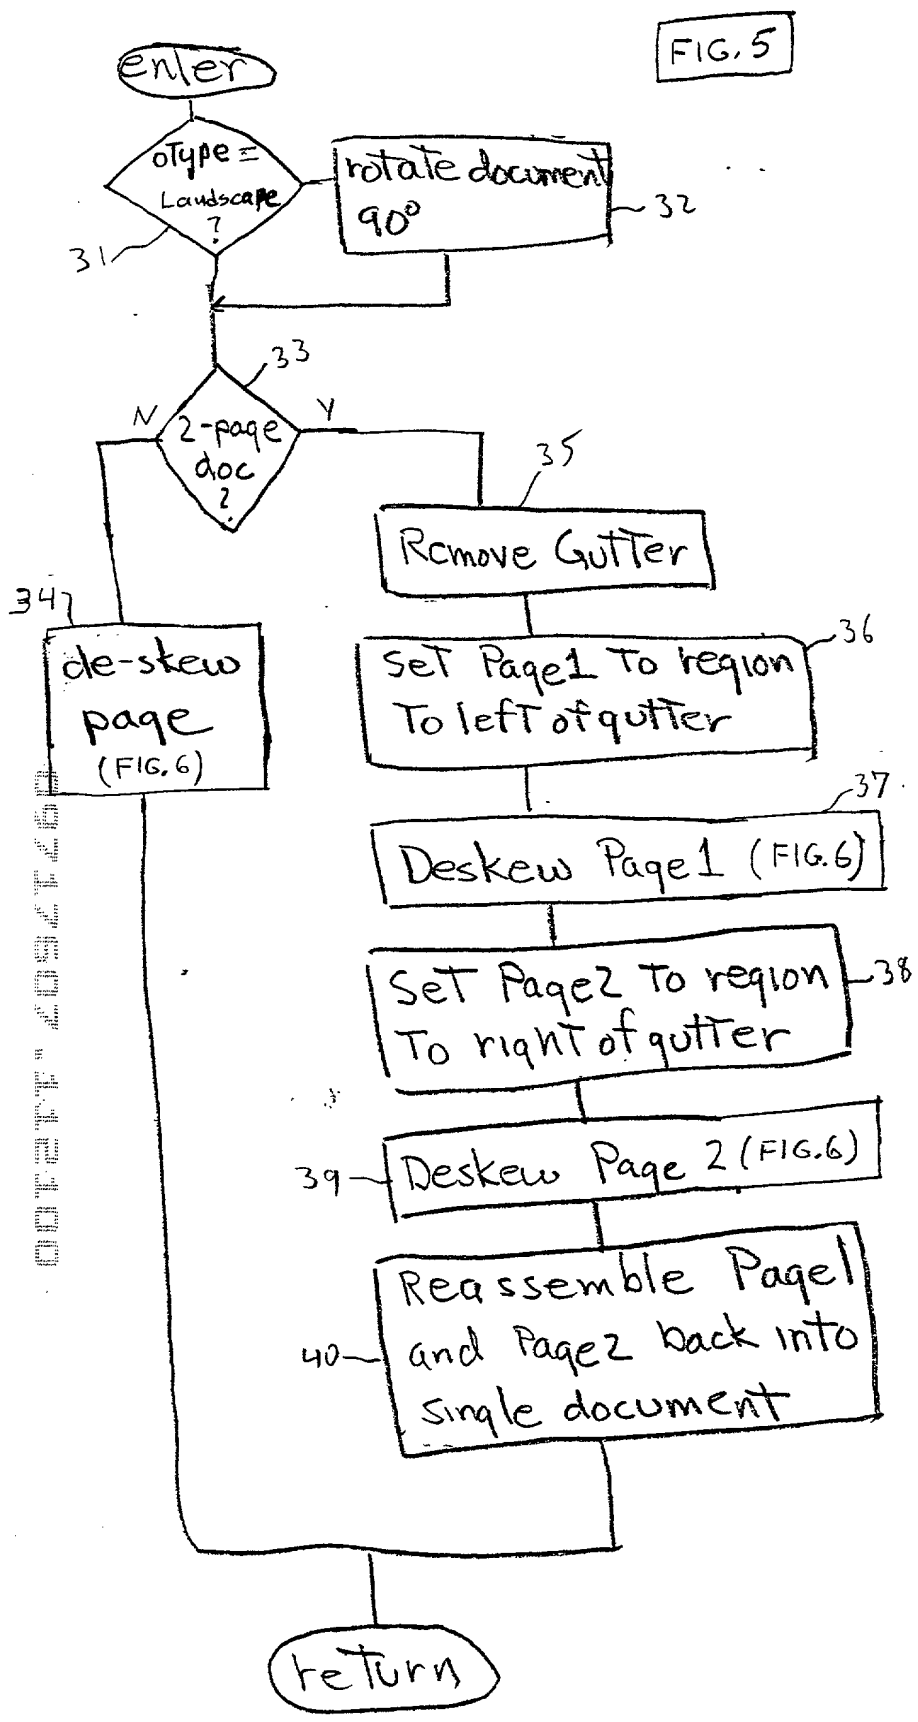 FIG. 5
enter
oType =
Landscape
?
31
rotate document
90°
32
33
N
Y
2-page
doc
?
35
Remove Gutter
34
de-skew
page
(FIG. 6)
36
Set Page1 To region
To left of gutter
37
Deskew Page1 (FIG. 6)
38
Set Page2 To region
To right of gutter
39
Deskew Page 2 (FIG. 6)
40
Reassemble Page1
and Page2 back into
single document
return